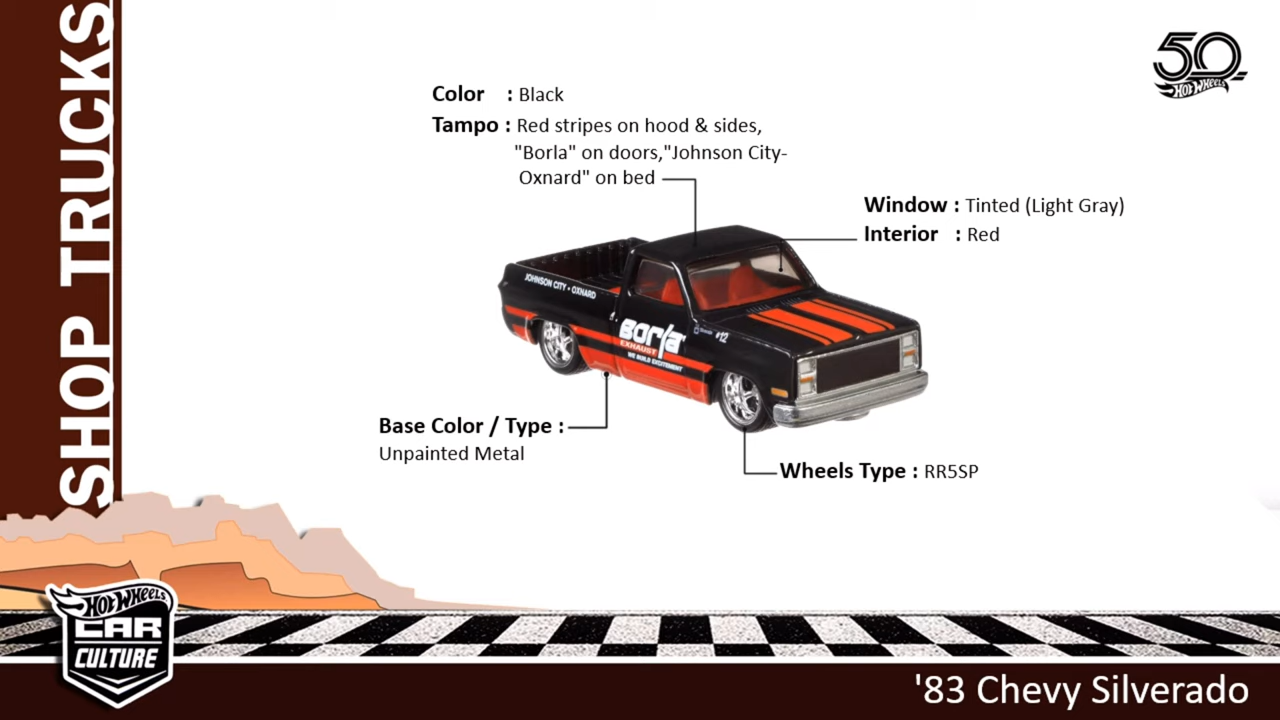 SHOP TRUCKS
50
HOT WHEELS
Color : Black
Tampo : Red stripes on hood & sides,
"Borla" on doors,"Johnson City-
Oxnard" on bed
Window : Tinted (Light Gray)
Interior : Red
JOHNSON CITY • OXNARD
BORLA
EXHAUST
WE BUILD EXCITEMENT
#12
Base Color / Type :
Unpainted Metal
Wheels Type : RR5SP
HOT WHEELS
CAR
CULTURE
'83 Chevy Silverado